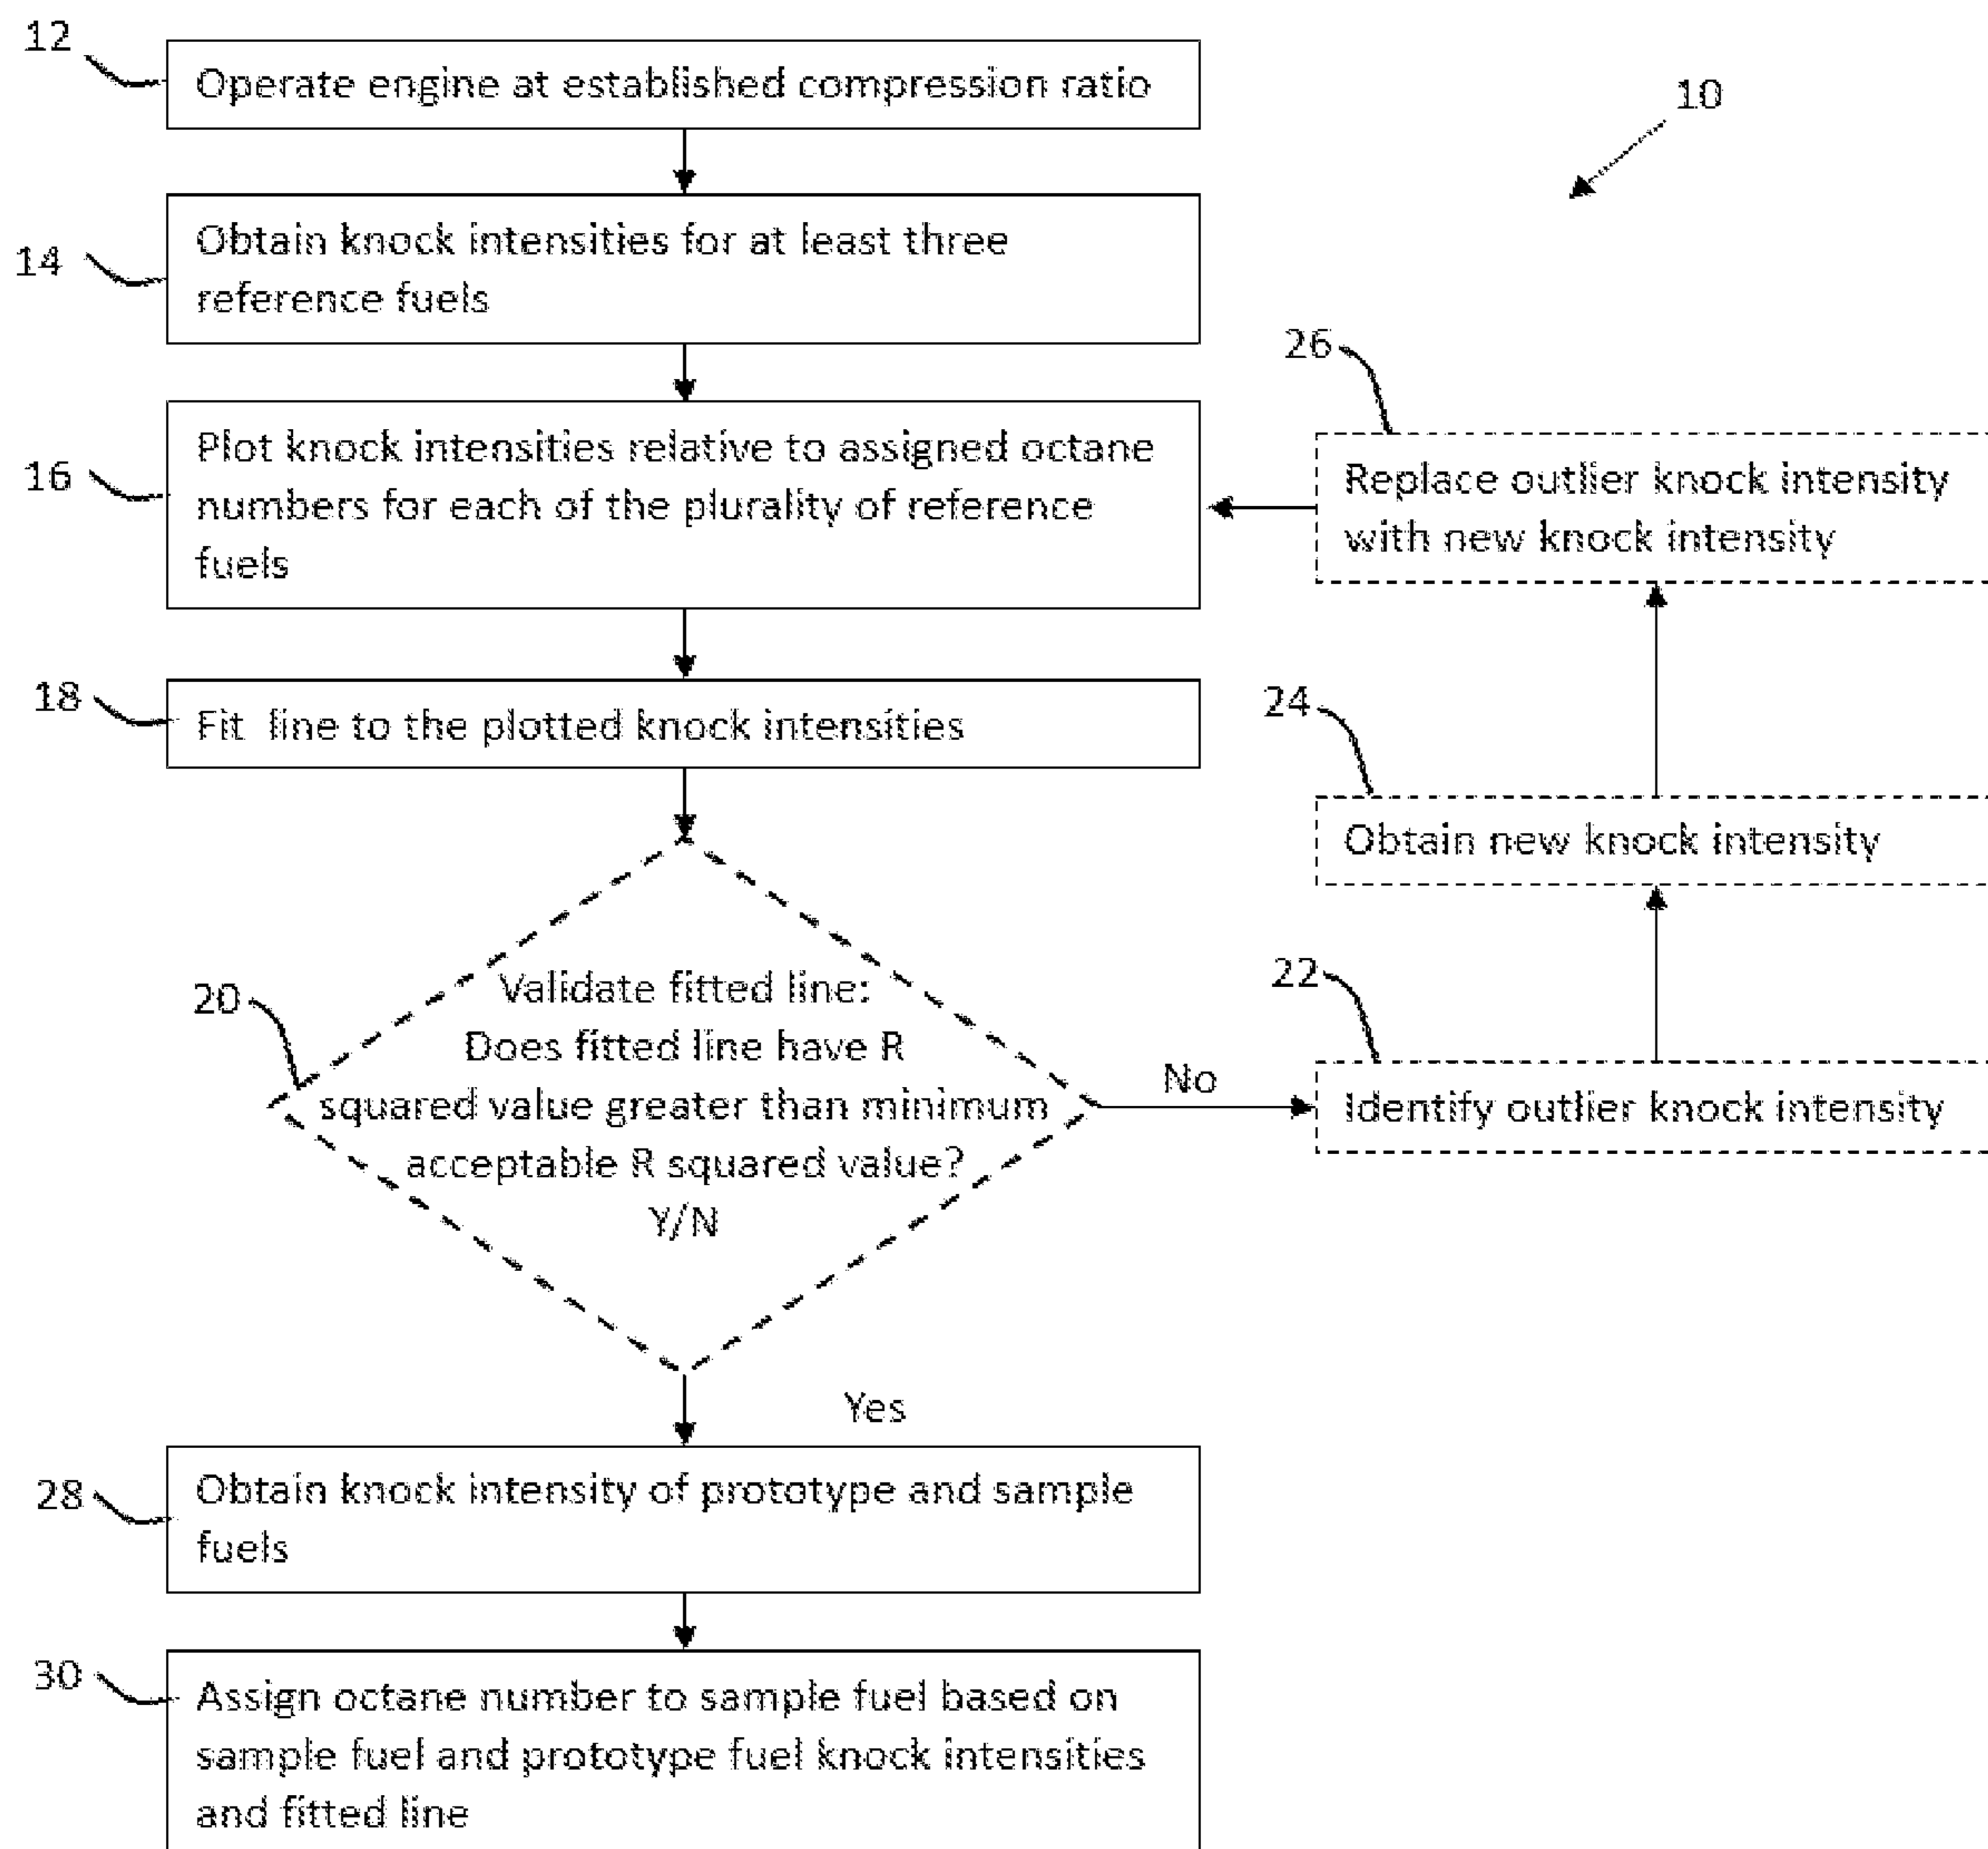 12
Operate engine at established compression ratio
10
14
Obtain knock intensities for at least three
reference fuels
16
Plot knock intensities relative to assigned octane
numbers for each of the plurality of reference
fuels
26
Replace outlier knock intensity
with new knock intensity
18
Fit line to the plotted knock intensities
24
Obtain new knock intensity
20
Validate fitted line:
Does fitted line have R
squared value greater than minimum
acceptable R squared value?
Y/N
No
22
Identify outlier knock intensity
Yes
28
Obtain knock intensity of prototype and sample
fuels
30
Assign octane number to sample fuel based on
sample fuel and prototype fuel knock intensities
and fitted line